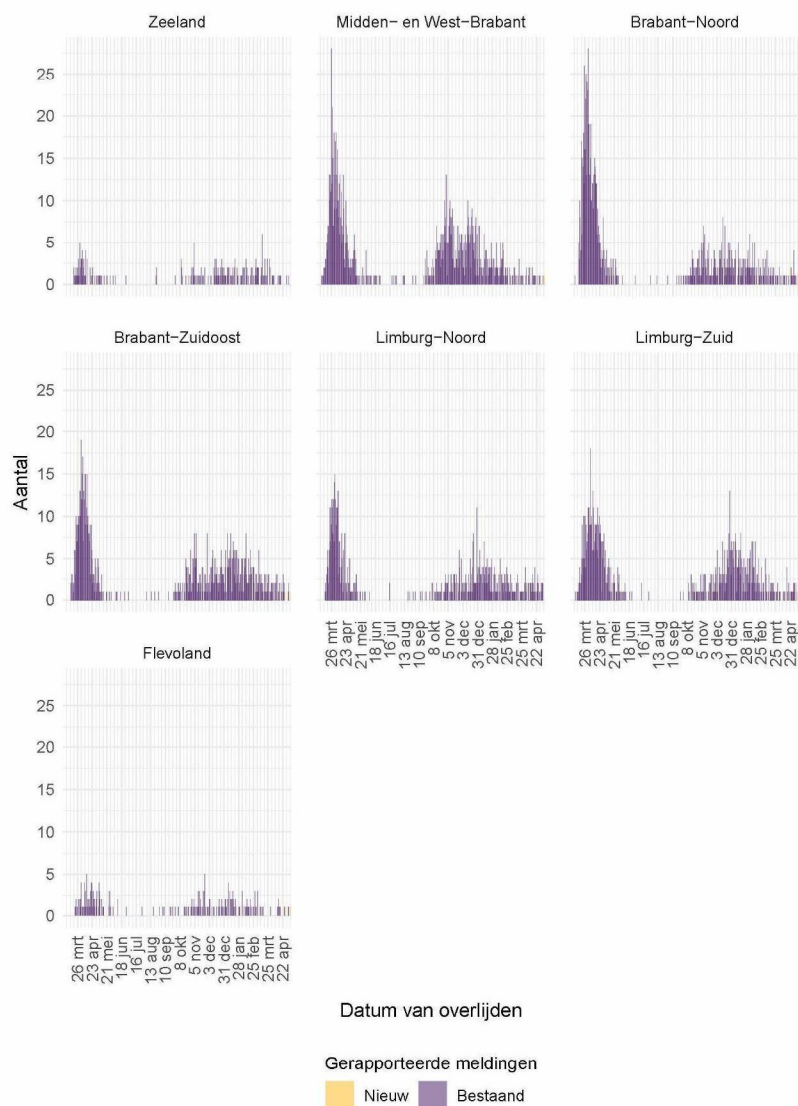 Zeeland
Midden- en West-Brabant
Brabant-Noord
25
20
15
10
5
0
Brabant-Zuidoost
Limburg-Noord
Limburg-Zuid
25
20
15
10
5
0
Aantal
26 mrt
23 apr
21 mei
18 jun
16 jul
13 aug
10 sep
8 okt
5 nov
3 dec
31 dec
28 jan
25 feb
25 mrt
22 apr
26 mrt
23 apr
21 mei
18 jun
16 jul
13 aug
10 sep
8 okt
5 nov
3 dec
31 dec
28 jan
25 feb
25 mrt
22 apr
Flevoland
25
20
15
10
5
0
26 mrt
23 apr
21 mei
18 jun
16 jul
13 aug
10 sep
8 okt
5 nov
3 dec
31 dec
28 jan
25 feb
25 mrt
22 apr
Datum van overlijden
Gerapporteerde meldingen
Nieuw Bestaand